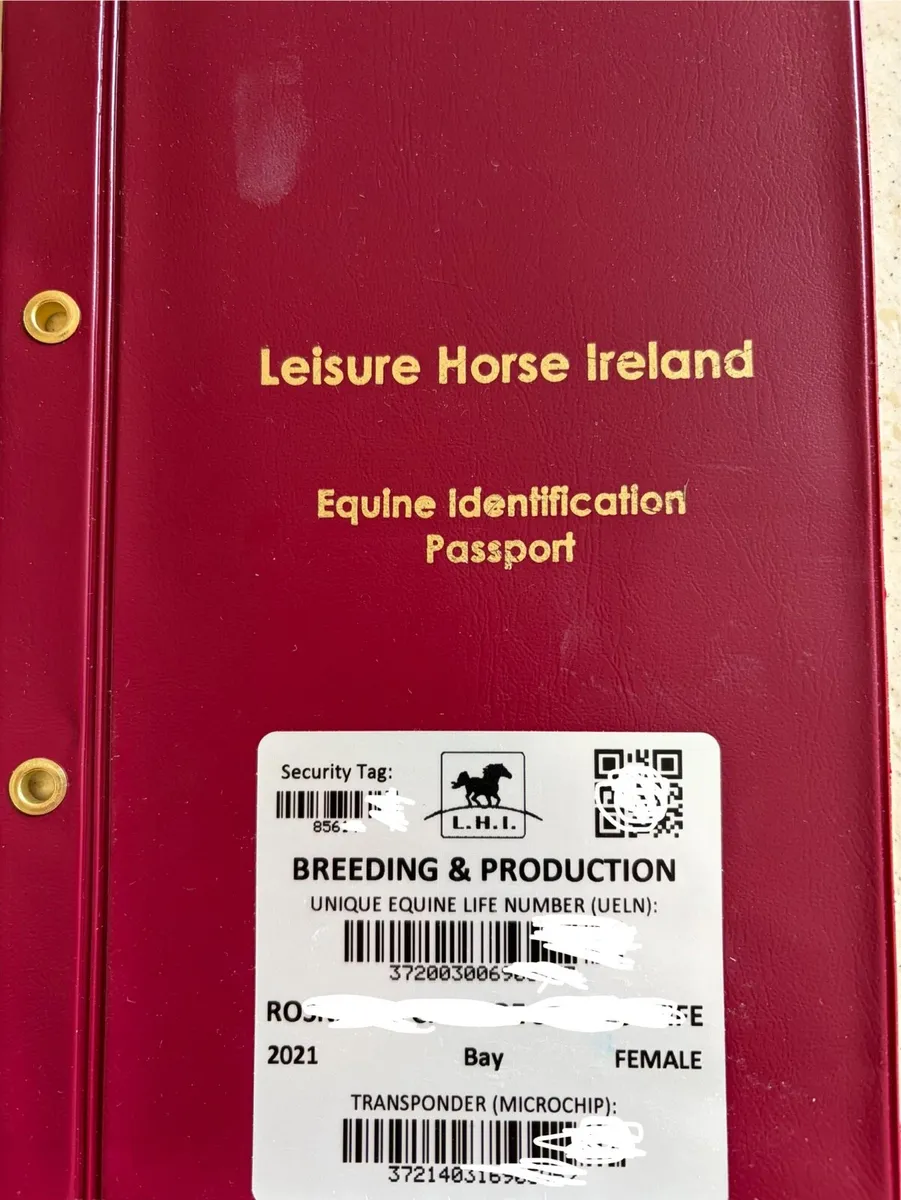 Leisure Horse Ireland
Equine Identification
Passport
Security Tag:
L.H.I.
BREEDING & PRODUCTION
UNIQUE EQUINE LIFE NUMBER (UELN):
2021 Bay FEMALE
TRANSPONDER (MICROCHIP):